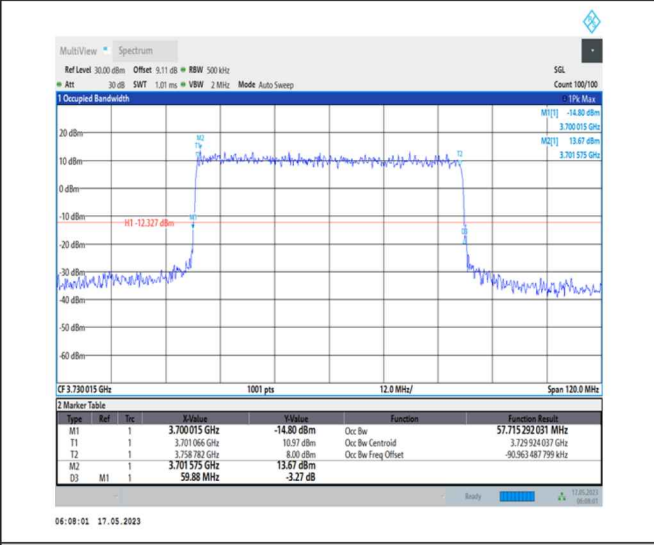 MultiView Spectrum
Ref Level 30.00 dBm Offset 9.11 dB RBW 500 kHz SGL
Att 30 dB SWT 1.01 ms VBW 2 MHz Mode Auto Sweep Count 100/100
1 Occupied Bandwidth 1Pk Max
M1[1] -14.80 dBm
3.700 015 GHz
M2[1] 13.67 dBm
3.701 575 GHz
20 dBm
M2
T1
T2
10 dBm
0 dBm
-10 dBm
M1
H1 -12.327 dBm
D3
-20 dBm
-30 dBm
-40 dBm
-50 dBm
-60 dBm
CF 3.730 015 GHz 1001 pts 12.0 MHz/ Span 120.0 MHz
2 Marker Table
Type Ref Trc X-Value Y-Value Function Function Result
M1 1 3.700 015 GHz -14.80 dBm Occ Bw 57.715 292 031 MHz
T1 1 3.701 066 GHz 10.97 dBm Occ Bw Centroid 3.729 924 037 GHz
T2 1 3.758 782 GHz 8.00 dBm Occ Bw Freq Offset -90.963 487 799 kHz
M2 1 3.701 575 GHz 13.67 dBm
D3 M1 1 59.88 MHz -3.27 dB
Ready 17.05.2023
06:08:01
06:08:01 17.05.2023